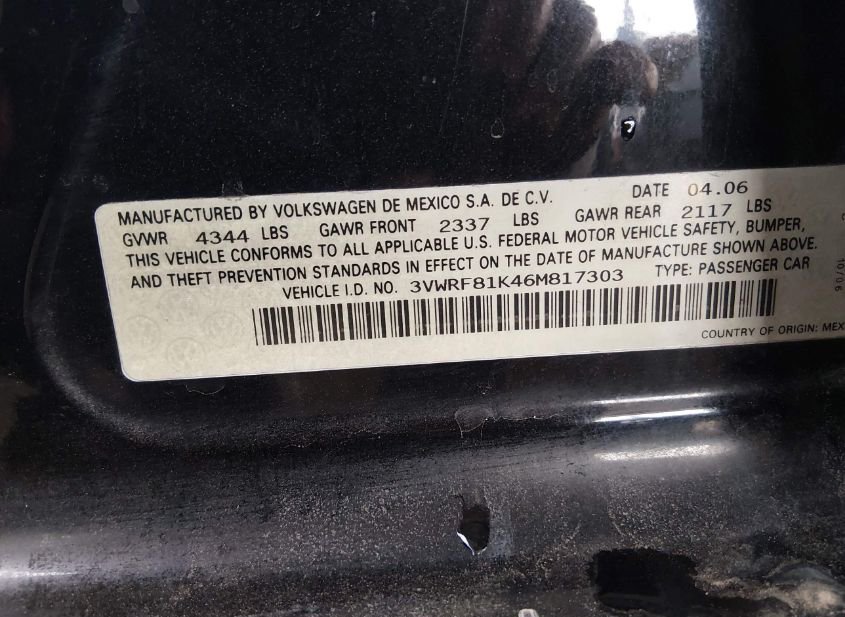 MANUFACTURED BY VOLKSWAGEN DE MEXICO S.A. DE C.V. DATE 04.06
GVWR 4344 LBS GAWR FRONT 2337 LBS GAWR REAR 2117 LBS
THIS VEHICLE CONFORMS TO ALL APPLICABLE U.S. FEDERAL MOTOR VEHICLE SAFETY, BUMPER,
AND THEFT PREVENTION STANDARDS IN EFFECT ON THE DATE OF MANUFACTURE SHOWN ABOVE.
VEHICLE I.D. NO. 3VWRF81K46M817303 TYPE: PASSENGER CAR
COUNTRY OF ORIGIN: MEX
10/06